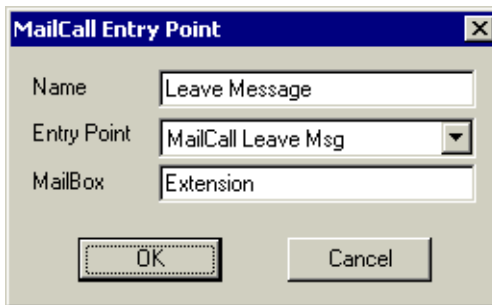 MailCall Entry Point
Name Leave Message
Entry Point MailCall Leave Msg
MailBox Extension
OK Cancel